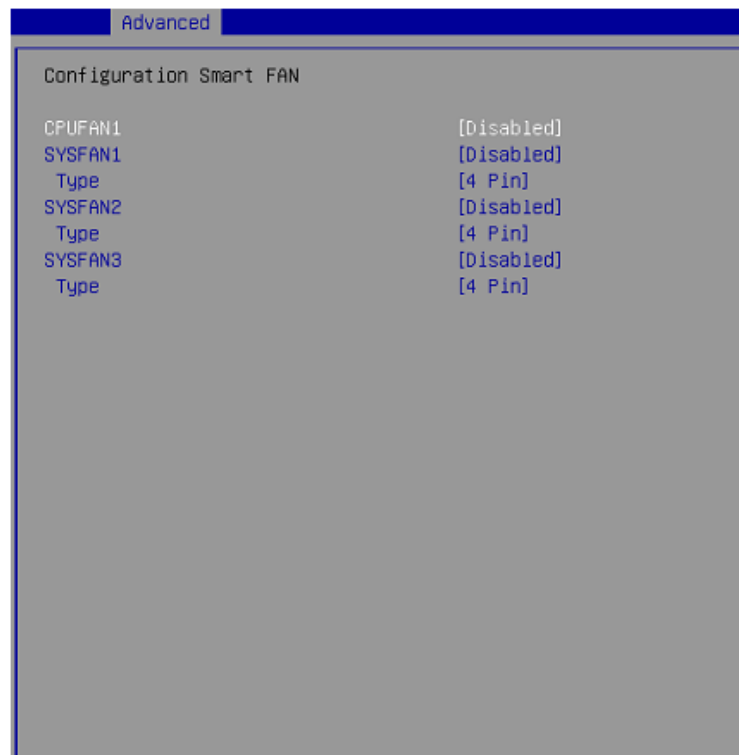 Advanced
Configuration Smart FAN
CPUFAN1 [Disabled]
SYSFAN1 [Disabled]
Type [4 Pin]
SYSFAN2 [Disabled]
Type [4 Pin]
SYSFAN3 [Disabled]
Type [4 Pin]